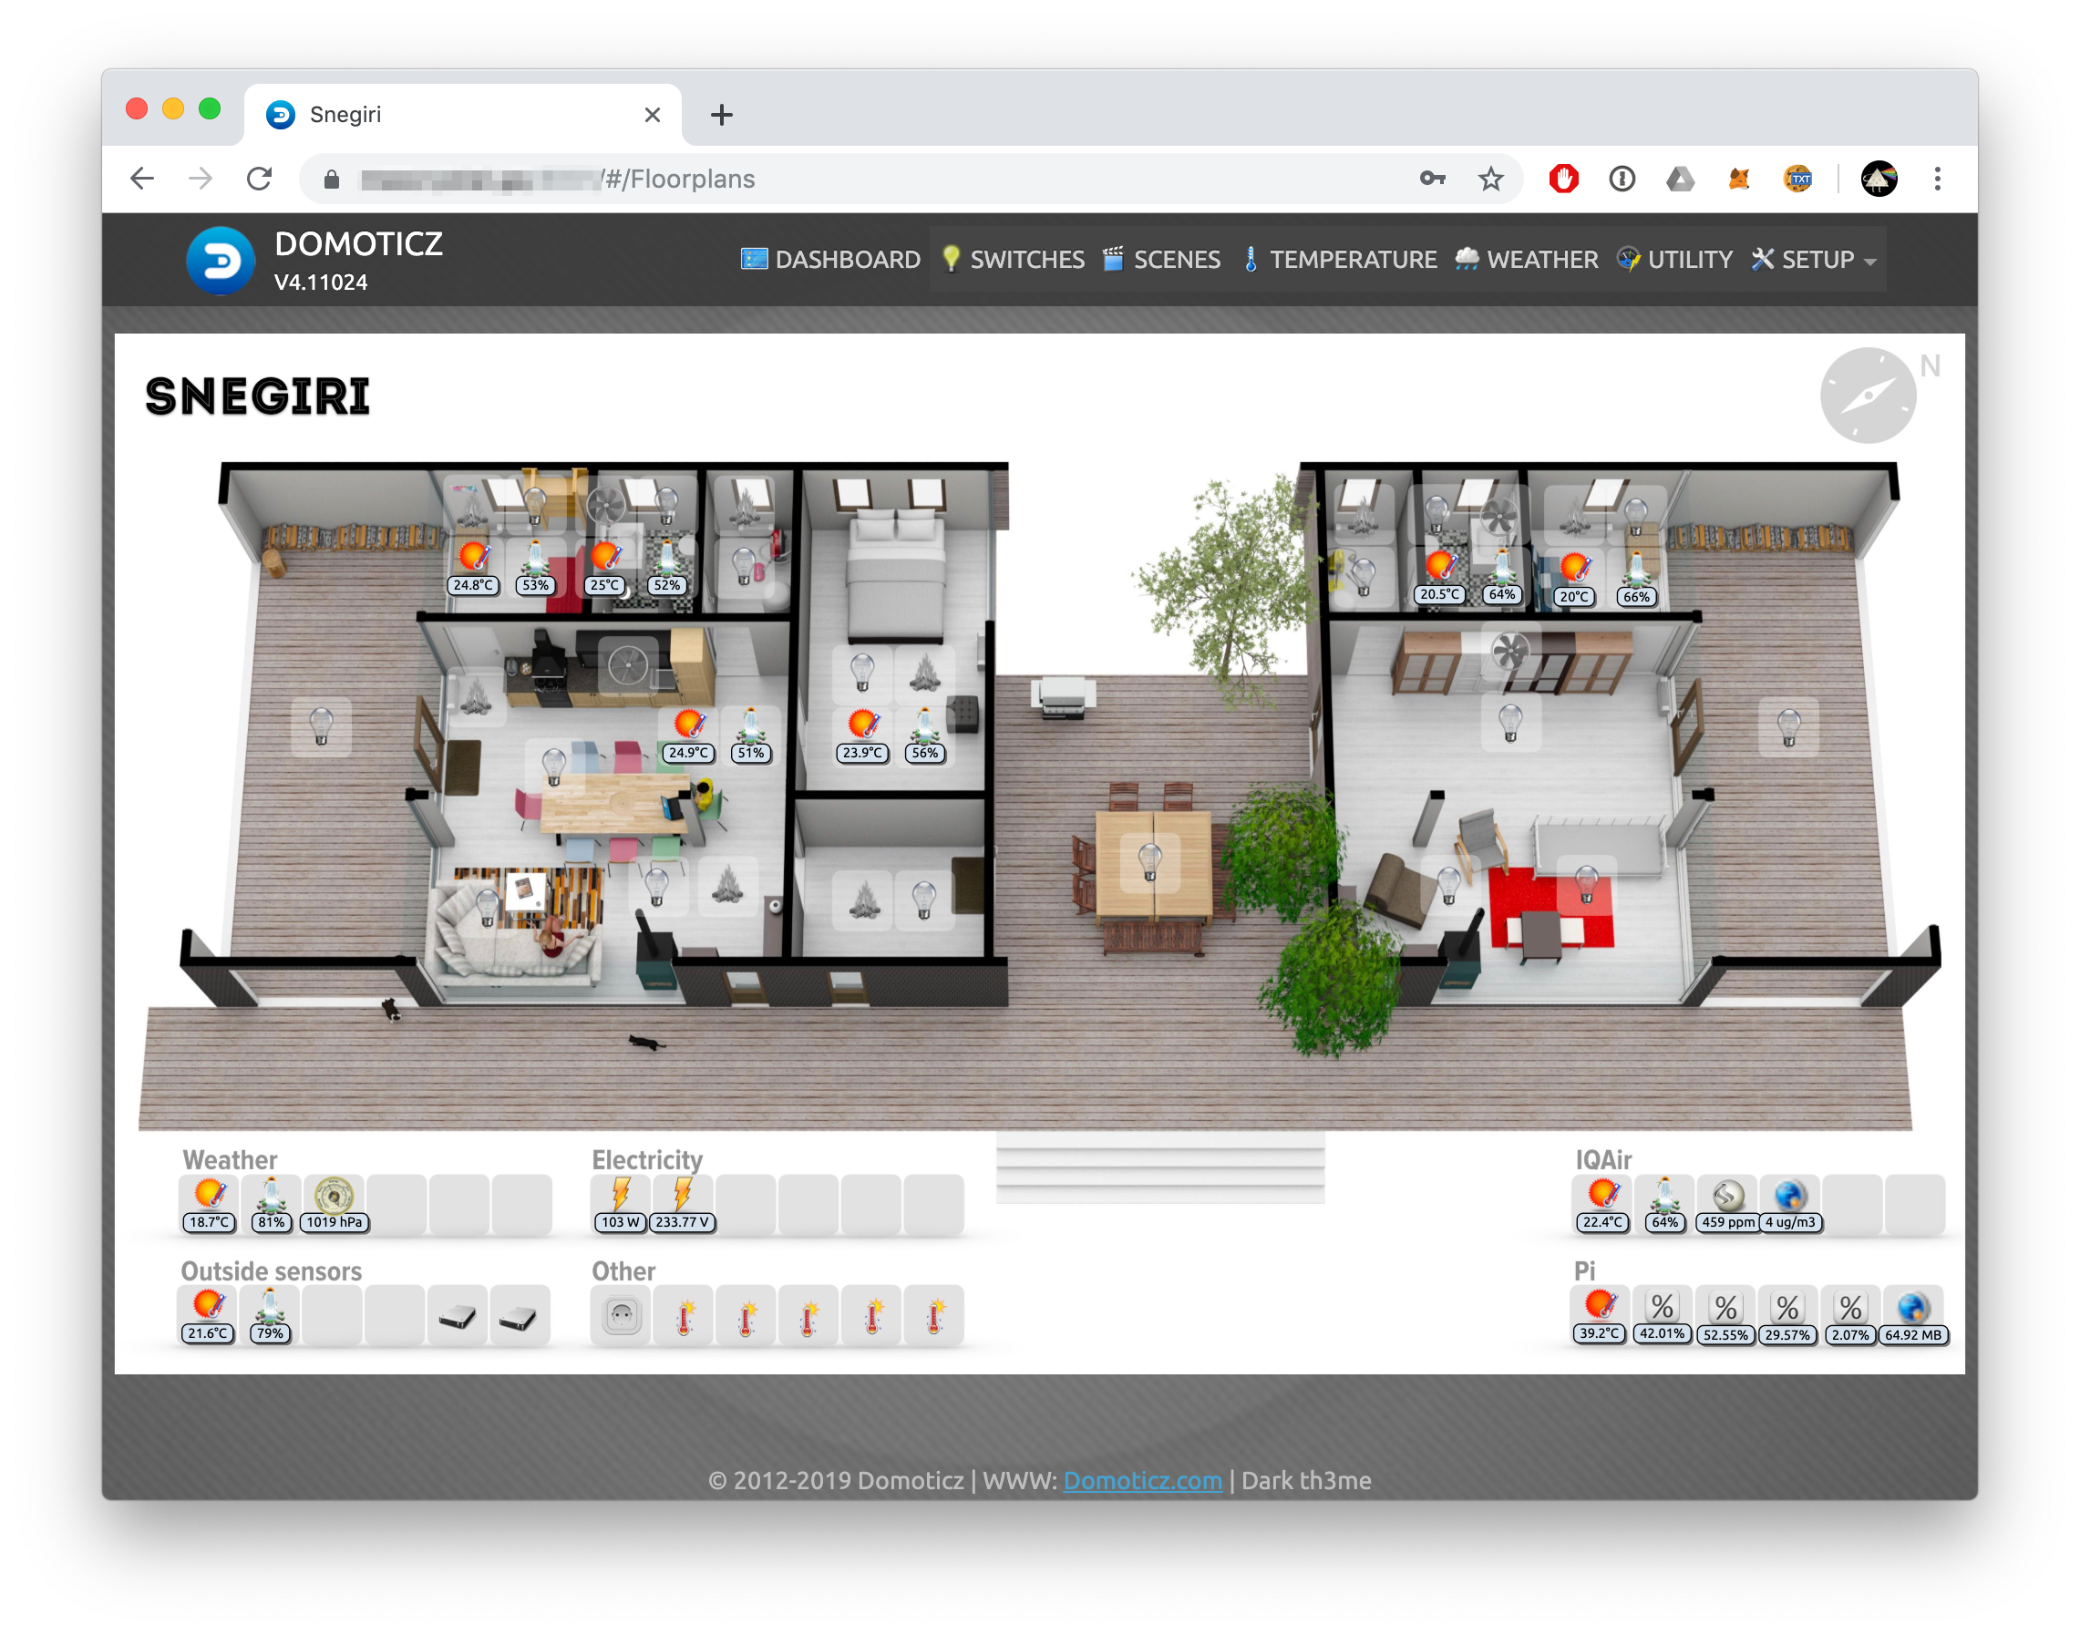 Snegiri
/#/Floorplans
TXT
DOMOTICZ
V4.11024
DASHBOARD SWITCHES SCENES TEMPERATURE WEATHER UTILITY SETUP
SNEGIRI
N
24.8°C 53% 25°C 52%
20.5°C 64% 20°C 66%
24.9°C 51% 23.9°C 56%
Weather
18.7°C 81% 1019 hPa
Electricity
103 W 233.77 V
IQAir
22.4°C 64% 459 ppm 4 ug/m3
Outside sensors
21.6°C 79%
Other
Pi
% % % %
39.2°C 42.01% 52.55% 29.57% 2.07% 64.92 MB
© 2012-2019 Domoticz | WWW: Domoticz.com | Dark th3me